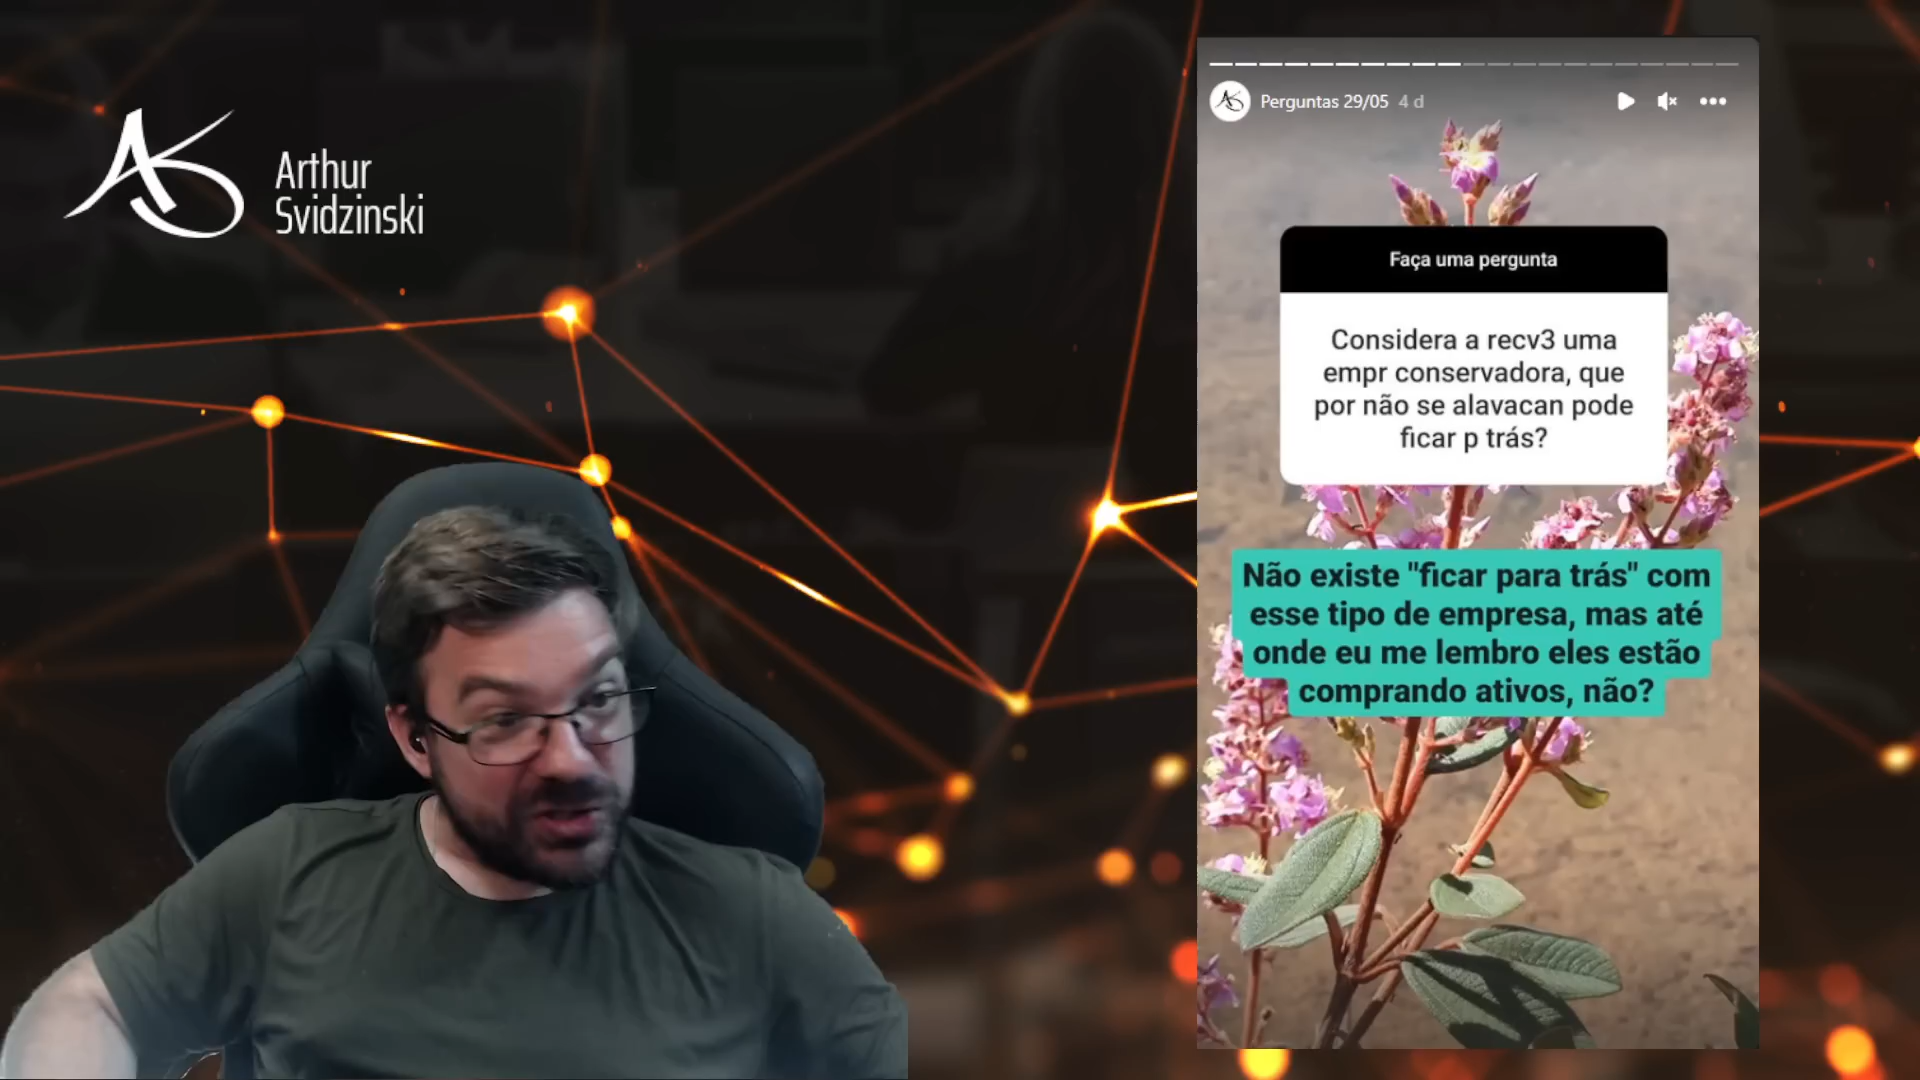 Arthur
Svidzinski
Perguntas 29/05 4 d
Faça uma pergunta
Considera a recv3 uma
empr conservadora, que
por não se alavacan pode
ficar p trás?
Não existe "ficar para trás" com
esse tipo de empresa, mas até
onde eu me lembro eles estão
comprando ativos, não?